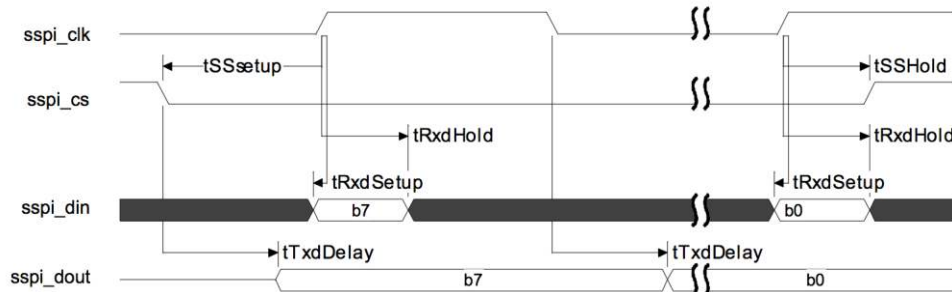 sspi_clk
tSSsetup tSSHold
sspi_cs
tRxdHold tRxdHold
tRxdSetup tRxdSetup
sspi_din b7 b0
tTxdDelay tTxdDelay
sspi_dout b7 b0